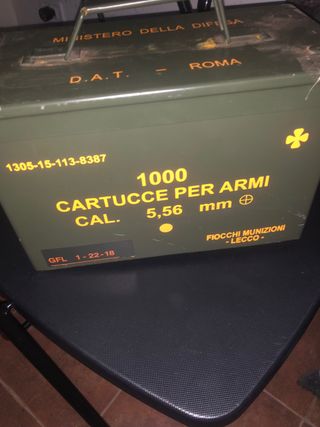 MINISTERO DELLA DIFESA
D.A.T. - ROMA
1305-15-113-8387
1000
CARTUCCE PER ARMI
CAL. 5,56 mm
FIOCCHI MUNIZIONI
- LECCO -
GFL 1-22-18